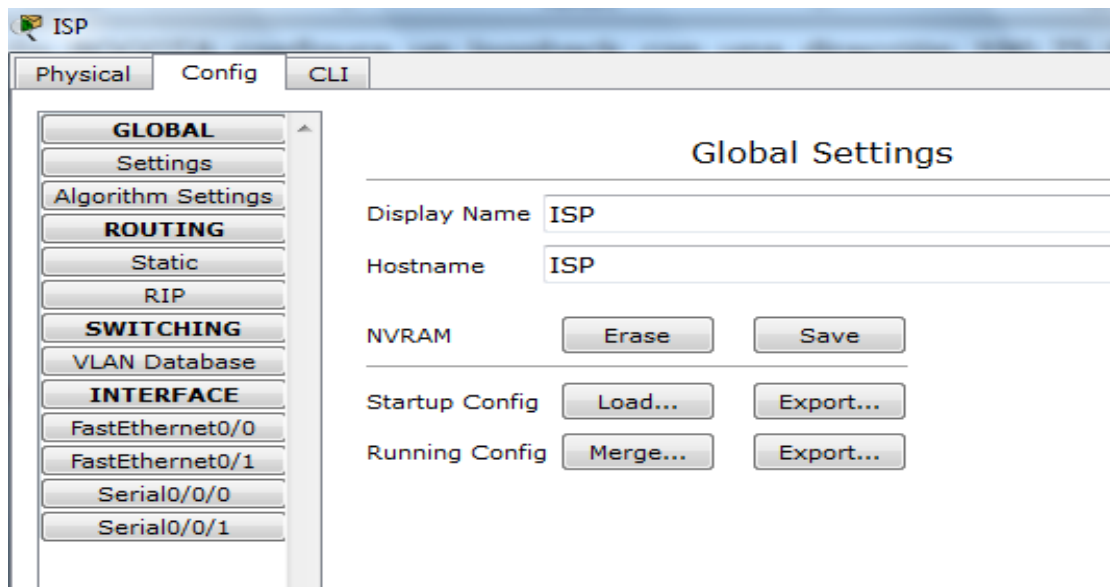 ISP
Physical Config CLI
GLOBAL
Settings
Algorithm Settings
ROUTING
Static
RIP
SWITCHING
VLAN Database
INTERFACE
FastEthernet0/0
FastEthernet0/1
Serial0/0/0
Serial0/0/1
Global Settings
Display Name ISP
Hostname ISP
NVRAM Erase Save
Startup Config Load... Export...
Running Config Merge... Export...